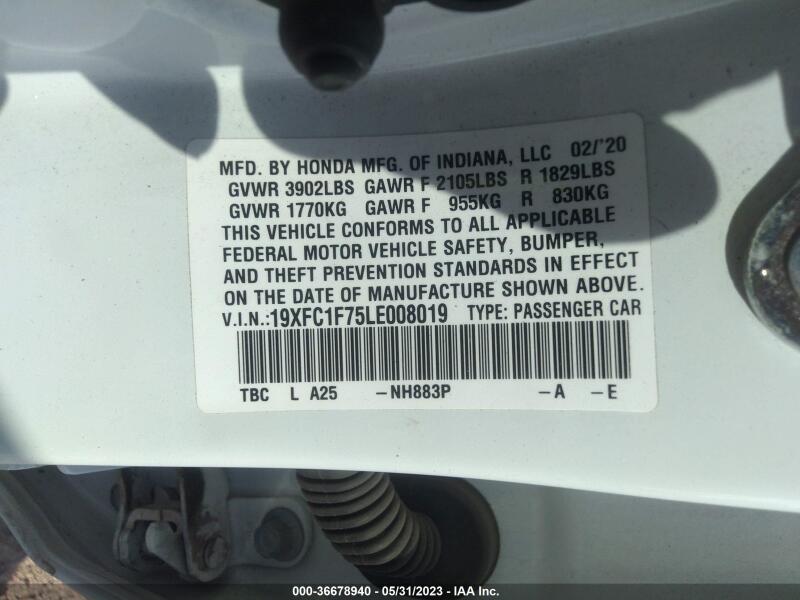 MFD. BY HONDA MFG. OF INDIANA, LLC 02/'20
GVWR 3902LBS GAWR F 2105LBS R 1829LBS
GVWR 1770KG GAWR F 955KG R 830KG
THIS VEHICLE CONFORMS TO ALL APPLICABLE
FEDERAL MOTOR VEHICLE SAFETY, BUMPER,
AND THEFT PREVENTION STANDARDS IN EFFECT
ON THE DATE OF MANUFACTURE SHOWN ABOVE.
V.I.N.:19XFC1F75LE008019 TYPE: PASSENGER CAR
TBC L A25 -NH883P -A -E
000-36678940 - 05/31/2023 - IAA Inc.